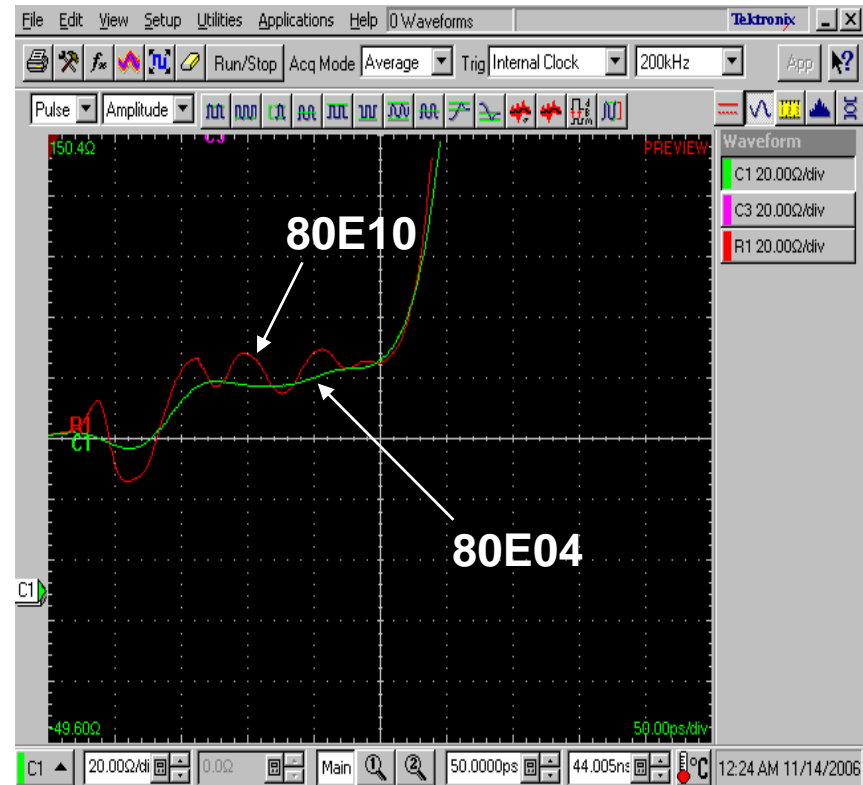 File Edit View Setup Utilities Applications Help 0 Waveforms Tektronix
Run/Stop Acq Mode Average Trig Internal Clock 200kHz App
Pulse Amplitude
150.4Ω C3 PREVIEW
Waveform
C1 20.00Ω/div
C3 20.00Ω/div
R1 20.00Ω/div
80E10
R1
C1
80E04
C1
-49.60Ω 50.00ps/div
C1 20.00Ω/di 0.0Ω Main 1 2 50.0000ps 44.005ns °C 12:24 AM 11/14/2006